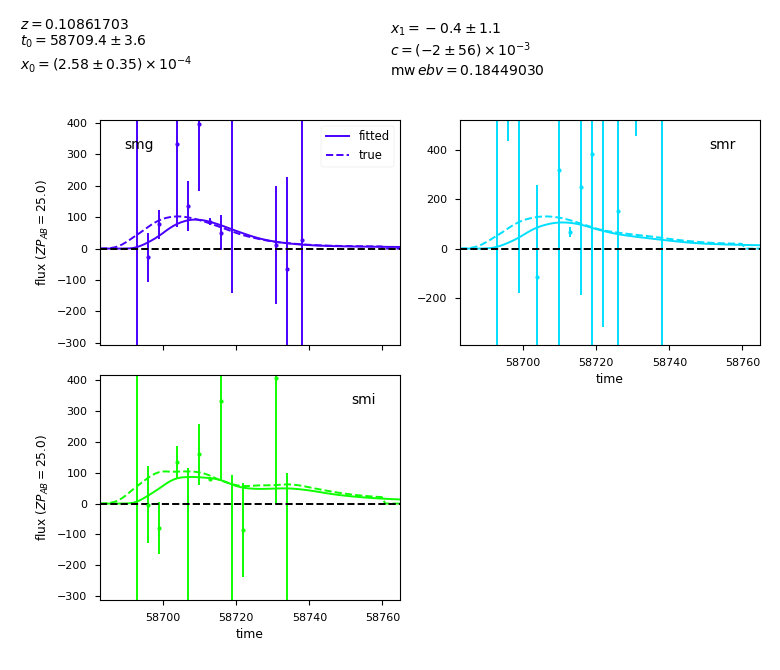 z = 0.10861703
t₀ = 58709.4 ± 3.6
x₀ = (2.58 ± 0.35) × 10⁻⁴
x₁ = −0.4 ± 1.1
c = (−2 ± 56) × 10⁻³
mw ebv = 0.18449030
smg
fitted
true
400
300
200
100
0
−100
−200
−300
flux (ZP_AB = 25.0)
smr
400
200
0
−200
58700 58720 58740 58760
time
smi
400
300
200
100
0
−100
−200
−300
flux (ZP_AB = 25.0)
58700 58720 58740 58760
time